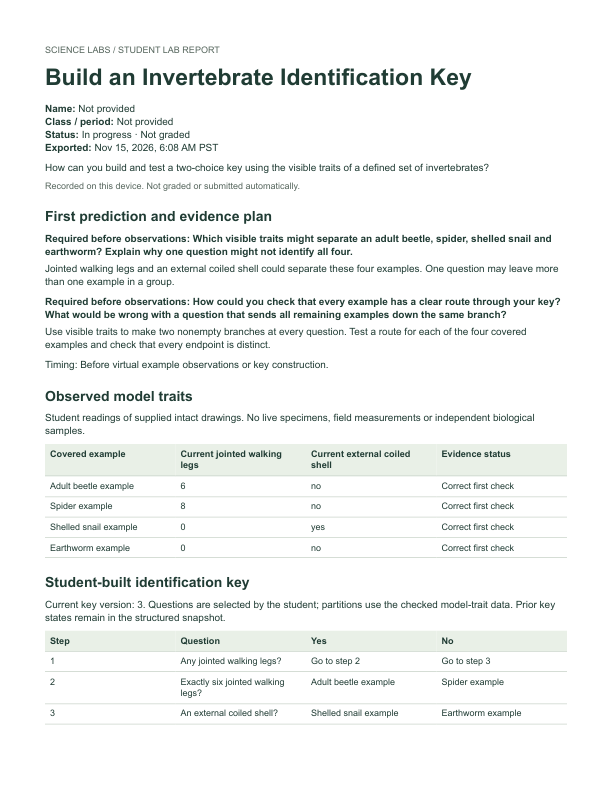 SCIENCE LABS / STUDENT LAB REPORT
Build an Invertebrate Identification Key
Name: Not provided
Class / period: Not provided
Status: In progress · Not graded
Exported: Nov 15, 2026, 6:08 AM PST
How can you build and test a two-choice key using the visible traits of a defined set of invertebrates?
Recorded on this device. Not graded or submitted automatically.
First prediction and evidence plan
Required before observations: Which visible traits might separate an adult beetle, spider, shelled snail and
earthworm? Explain why one question might not identify all four.
Jointed walking legs and an external coiled shell could separate these four examples. One question may leave more
than one example in a group.
Required before observations: How could you check that every example has a clear route through your key?
What would be wrong with a question that sends all remaining examples down the same branch?
Use visible traits to make two nonempty branches at every question. Test a route for each of the four covered
examples and check that every endpoint is distinct.
Timing: Before virtual example observations or key construction.
Observed model traits
Student readings of supplied intact drawings. No live specimens, field measurements or independent biological
samples.
Covered example Current jointed walking legs Current external coiled shell Evidence status
Adult beetle example 6 no Correct first check
Spider example 8 no Correct first check
Shelled snail example 0 yes Correct first check
Earthworm example 0 no Correct first check
Student-built identification key
Current key version: 3. Questions are selected by the student; partitions use the checked model-trait data. Prior key
states remain in the structured snapshot.
Step Question Yes No
1 Any jointed walking legs? Go to step 2 Go to step 3
2 Exactly six jointed walking legs? Adult beetle example Spider example
3 An external coiled shell? Shelled snail example Earthworm example